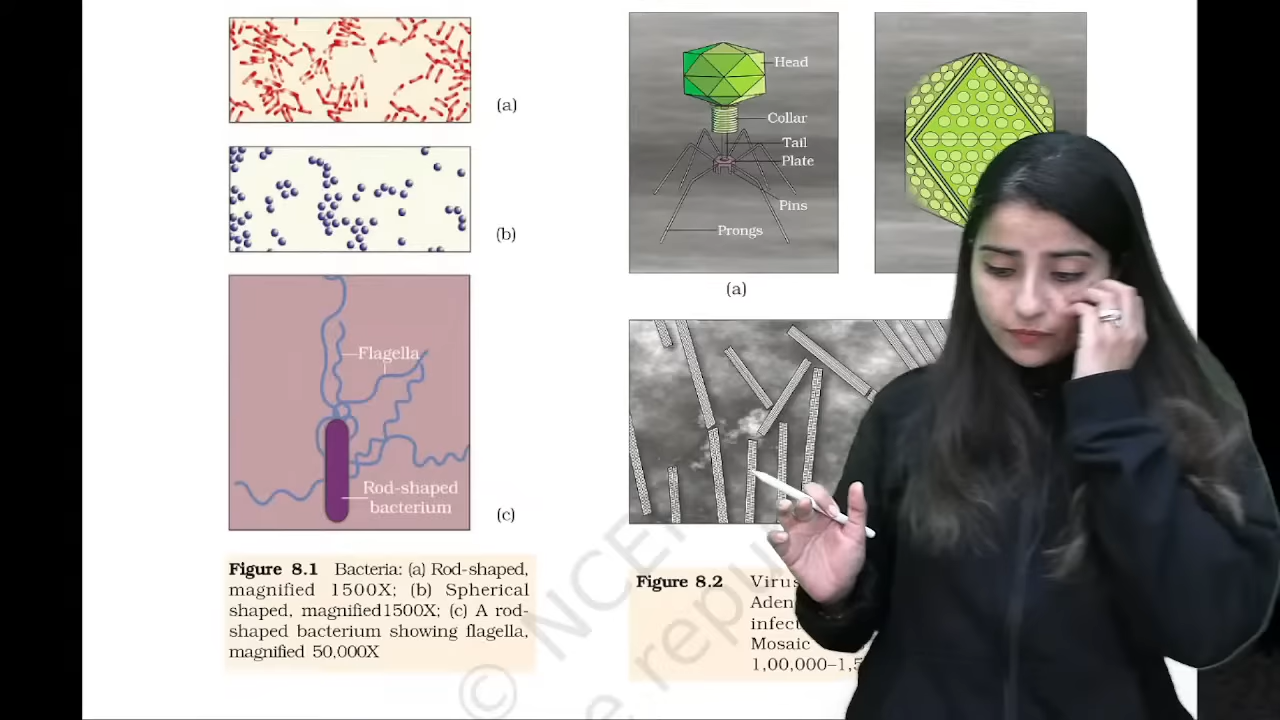 (a)
(b)
Flagella
Rod-shaped
bacterium
(c)
Figure 8.1 Bacteria: (a) Rod-shaped,
magnified 1500X; (b) Spherical
shaped, magnified1500X; (c) A rod-
shaped bacterium showing flagella,
magnified 50,000X
Head
Collar
Tail
Plate
Pins
Prongs
(a)
Figure 8.2
Mosaic
©